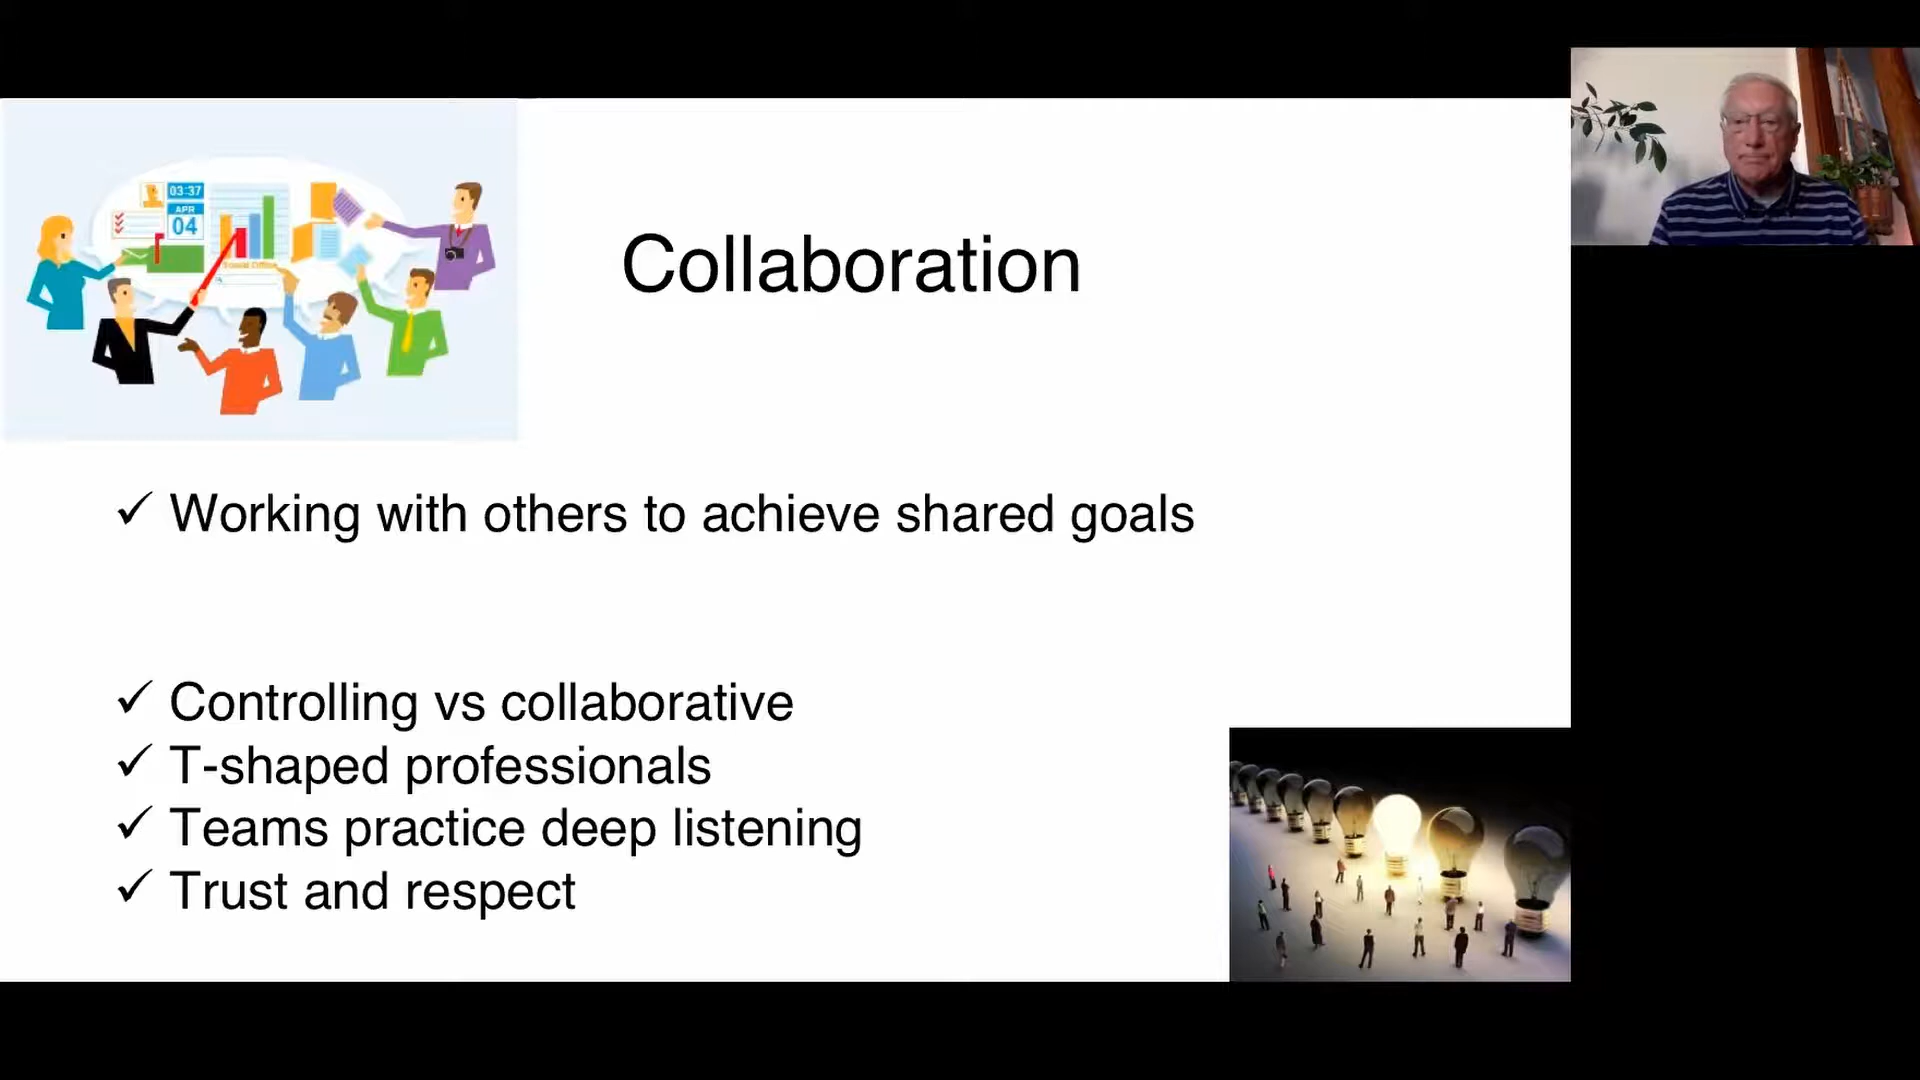 03:37
APR
04
Collaboration
✓ Working with others to achieve shared goals
✓ Controlling vs collaborative
✓ T-shaped professionals
✓ Teams practice deep listening
✓ Trust and respect